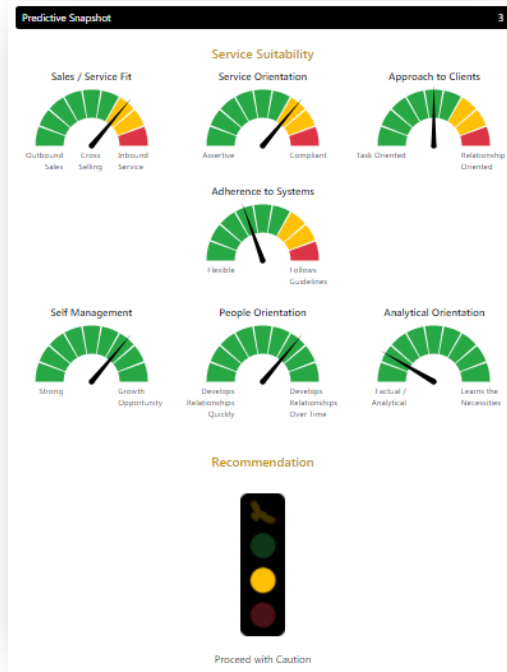 Predictive Snapshot 3
Service Suitability
Sales / Service Fit
Service Orientation
Approach to Clients
Outbound Sales
Cross Selling
Inbound Service
Assertive
Compliant
Task Oriented
Relationship Oriented
Adherence to Systems
Flexible
Follows Guidelines
Self Management
People Orientation
Analytical Orientation
Strong
Growth Opportunity
Develops Relationships Quickly
Develops Relationships Over Time
Factual / Analytical
Learns the Necessities
Recommendation
Proceed with Caution